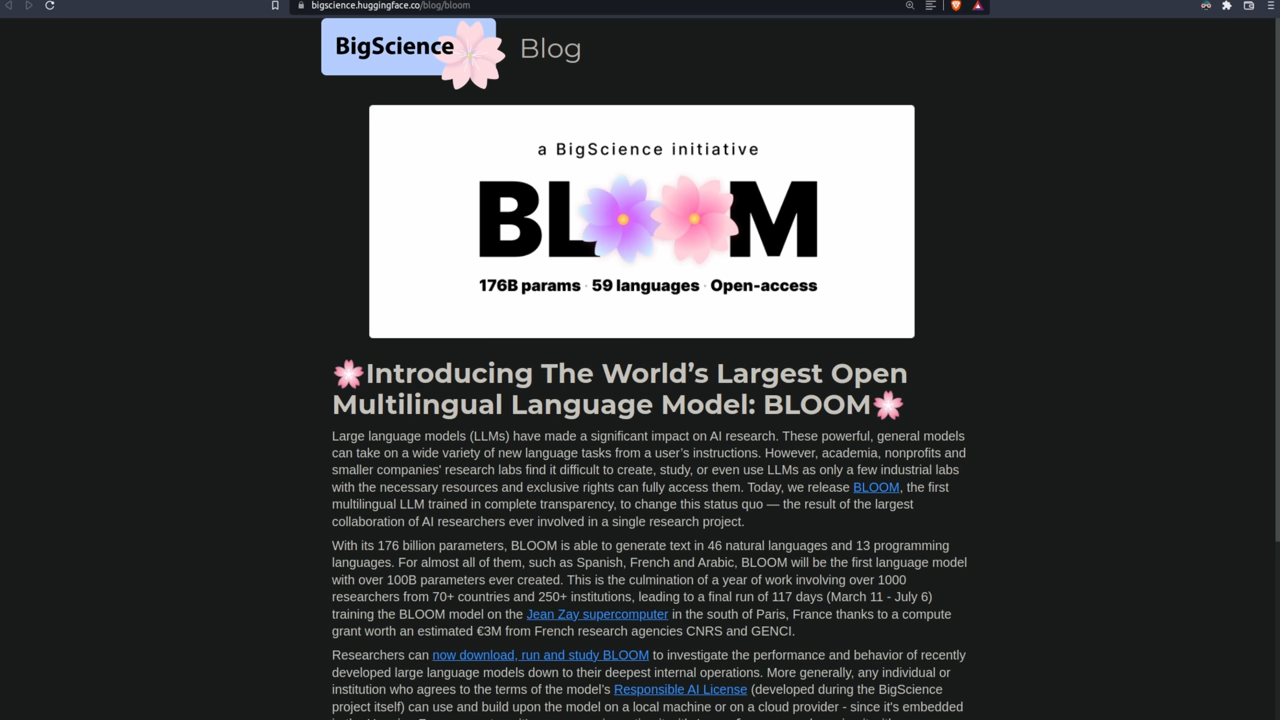 bigscience.huggingface.co/blog/bloom
BigScience
Blog
a BigScience initiative
BLOOM
176B params · 59 languages · Open-access
🌸Introducing The World’s Largest Open
Multilingual Language Model: BLOOM🌸
Large language models (LLMs) have made a significant impact on AI research. These powerful, general models
can take on a wide variety of new language tasks from a user’s instructions. However, academia, nonprofits and
smaller companies' research labs find it difficult to create, study, or even use LLMs as only a few industrial labs
with the necessary resources and exclusive rights can fully access them. Today, we release BLOOM, the first
multilingual LLM trained in complete transparency, to change this status quo — the result of the largest
collaboration of AI researchers ever involved in a single research project.
With its 176 billion parameters, BLOOM is able to generate text in 46 natural languages and 13 programming
languages. For almost all of them, such as Spanish, French and Arabic, BLOOM will be the first language model
with over 100B parameters ever created. This is the culmination of a year of work involving over 1000
researchers from 70+ countries and 250+ institutions, leading to a final run of 117 days (March 11 - July 6)
training the BLOOM model on the Jean Zay supercomputer in the south of Paris, France thanks to a compute
grant worth an estimated €3M from French research agencies CNRS and GENCI.
Researchers can now download, run and study BLOOM to investigate the performance and behavior of recently
developed large language models down to their deepest internal operations. More generally, any individual or
institution who agrees to the terms of the model’s Responsible AI License (developed during the BigScience
project itself) can use and build upon the model on a local machine or on a cloud provider - since it's embedded